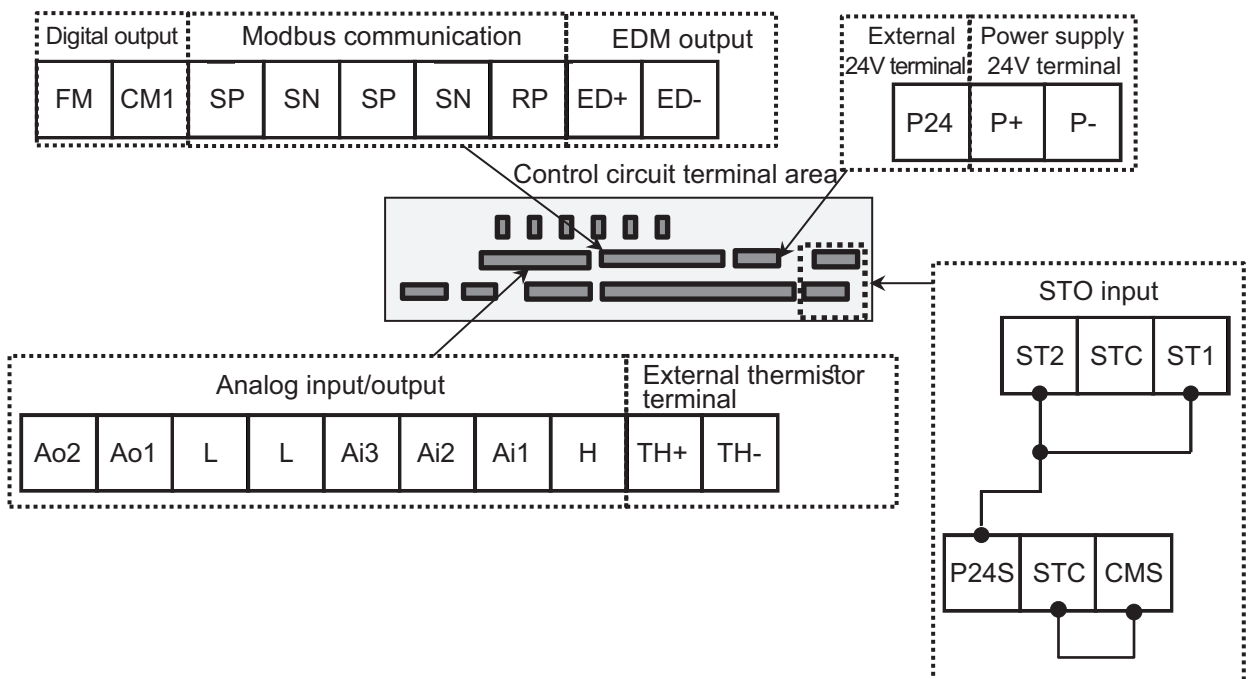 Digital output Modbus communication EDM output
FM CM1 SP SN SP SN RP ED+ ED-
External 24V terminal
Power supply 24V terminal
P24 P+ P-
Control circuit terminal area
STO input
ST2 STC ST1
P24S STC CMS
Analog input/output
External thermistor
terminal
Ao2 Ao1 L L Ai3 Ai2 Ai1 H TH+ TH-